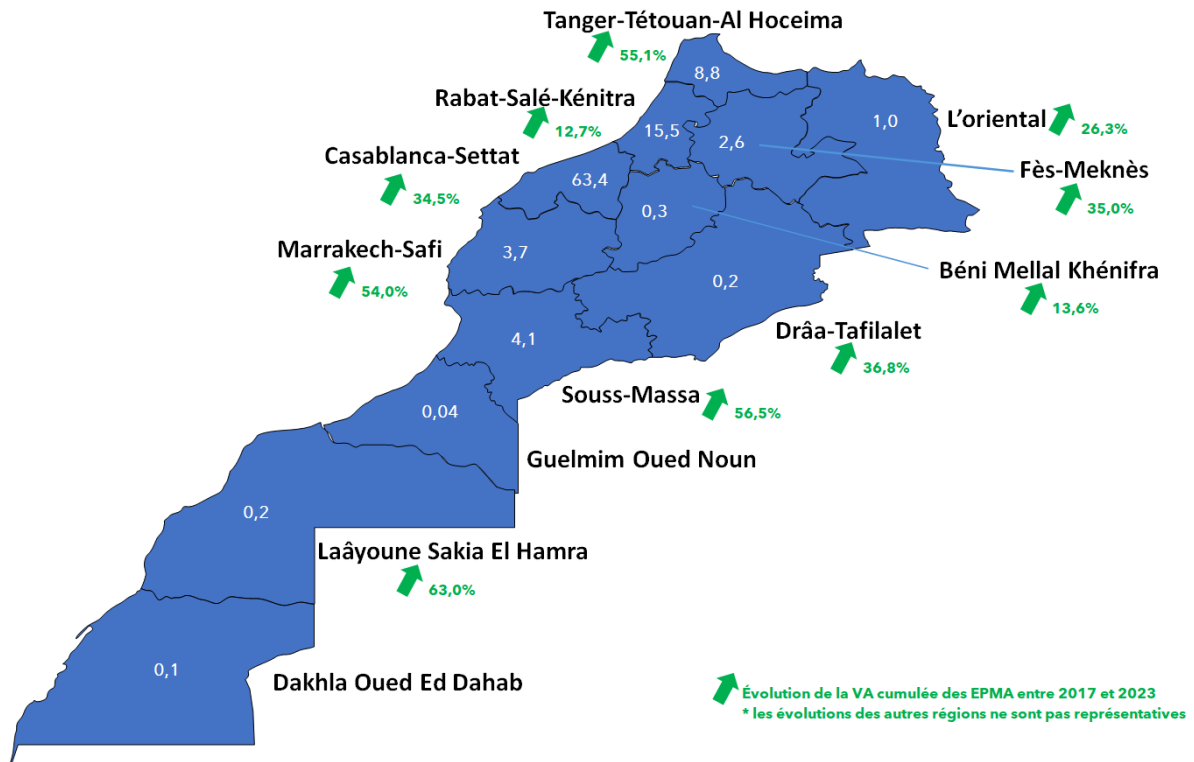 Tanger-Tétouan-Al Hoceima
55,1%
8,8
Rabat-Salé-Kénitra
12,7%
15,5
2,6
1,0
L'oriental
26,3%
Fès-Meknès
35,0%
Casablanca-Settat
34,5%
63,4
0,3
Marrakech-Safi
54,0%
3,7
Béni Mellal Khénifra
13,6%
0,2
Drâa-Tafilalet
36,8%
4,1
Souss-Massa
56,5%
0,04
Guelmim Oued Noun
0,2
Laâyoune Sakia El Hamra
63,0%
0,1
Dakhla Oued Ed Dahab
Évolution de la VA cumulée des EPMA entre 2017 et 2023
* les évolutions des autres régions ne sont pas représentatives